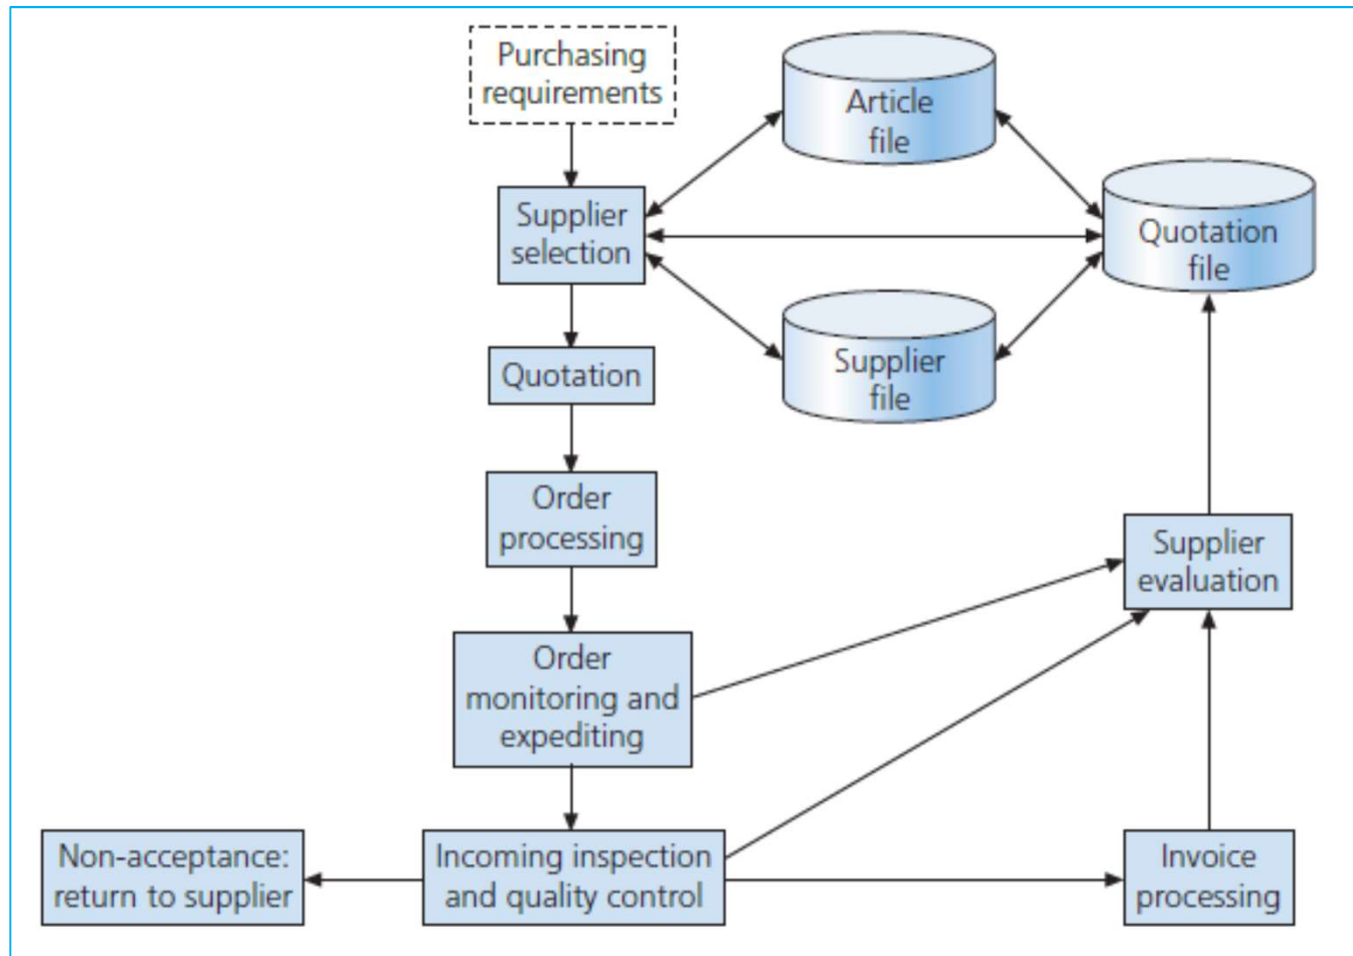 Purchasing
requirements
Article
file
Supplier
selection
Quotation
file
Supplier
file
Quotation
Order
processing
Supplier
evaluation
Order
monitoring and
expediting
Non-acceptance:
return to supplier
Incoming inspection
and quality control
Invoice
processing